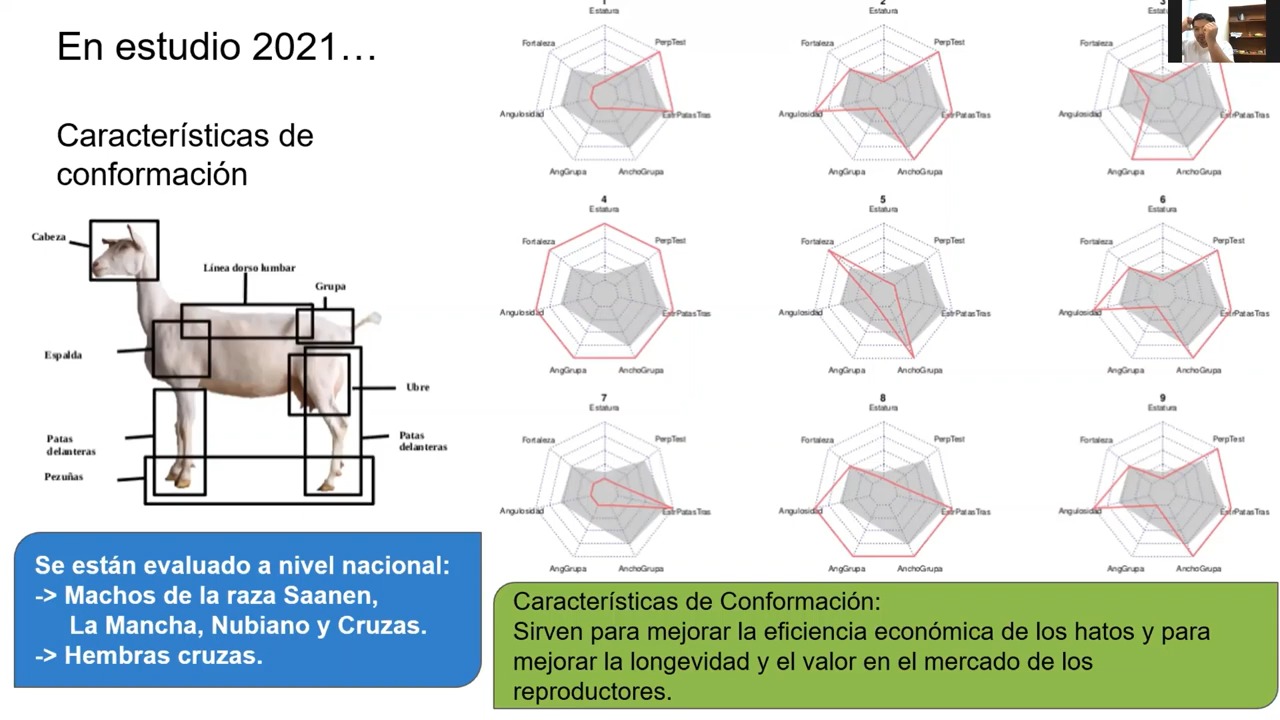 En estudio 2021…
Características de
conformación
Cabeza
Línea dorso lumbar
Grupa
Espalda
Ubre
Patas
delanteras
Patas
delanteras
Pezuñas
Se están evaluado a nivel nacional:
-> Machos de la raza Saanen,
La Mancha, Nubiano y Cruzas.
-> Hembras cruzas.
1
Estatura
Fortaleza
PerpTest
Angulosidad
EstrPatasTras
AngGrupa
AnchoGrupa
2
Estatura
Fortaleza
PerpTest
Angulosidad
EstrPatasTras
AngGrupa
AnchoGrupa
3
Fortaleza
Angulosidad
EstrPatasTras
AngGrupa
AnchoGrupa
4
Estatura
Fortaleza
PerpTest
Angulosidad
EstrPatasTras
AngGrupa
AnchoGrupa
5
Estatura
Fortaleza
PerpTest
Angulosidad
EstrPatasTras
AngGrupa
AnchoGrupa
6
Estatura
Fortaleza
PerpTest
Angulosidad
EstrPatasTras
AngGrupa
AnchoGrupa
7
Estatura
Fortaleza
PerpTest
Angulosidad
EstrPatasTras
AngGrupa
AnchoGrupa
8
Estatura
Fortaleza
PerpTest
Angulosidad
EstrPatasTras
AngGrupa
AnchoGrupa
9
Estatura
Fortaleza
PerpTest
Angulosidad
EstrPatasTras
AngGrupa
AnchoGrupa
Características de Conformación:
Sirven para mejorar la eficiencia económica de los hatos y para
mejorar la longevidad y el valor en el mercado de los
reproductores.